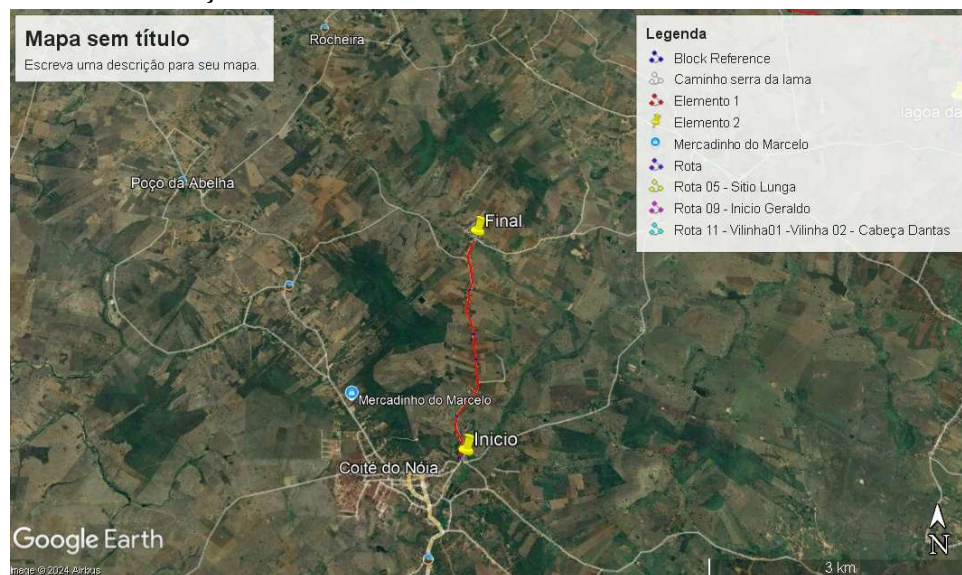 Mapa sem título
Escreva uma descrição para seu mapa.
Rocheira
Legenda
Block Reference
Caminho serra da lama
Elemento 1
Elemento 2
Mercadinho do Marcelo
Rota
Rota 05 - Sitio Lunga
Rota 09 - Inicio Geraldo
Rota 11 - Vilinha01 -Vilinha 02 - Cabeça Dantas
lagoa da
Poço da Abelha
Final
Mercadinho do Marcelo
Inicio
Coité do Nóia
Google Earth
Image © 2024 Airbus
N
3 km